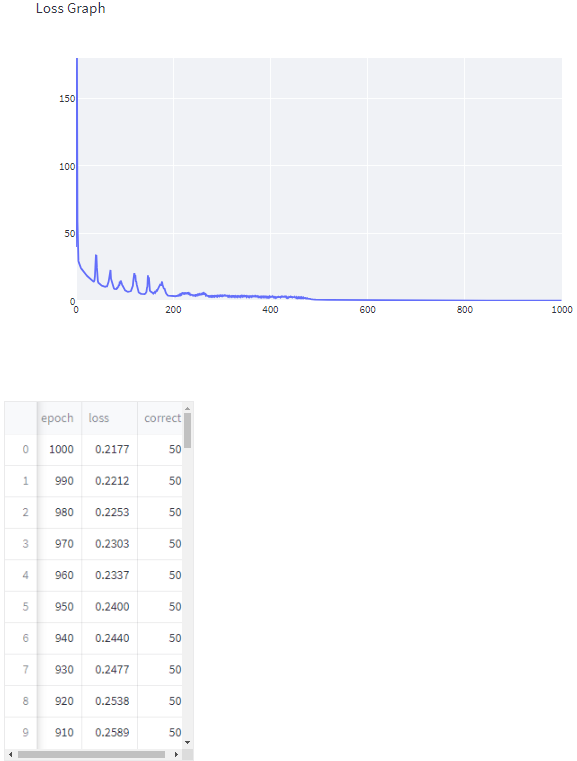 Loss Graph
150
100
50
0
0 200 400 600 800 1000
epoch loss correct
0 1000 0.2177 50
1 990 0.2212 50
2 980 0.2253 50
3 970 0.2303 50
4 960 0.2337 50
5 950 0.2400 50
6 940 0.2440 50
7 930 0.2477 50
8 920 0.2538 50
9 910 0.2589 50